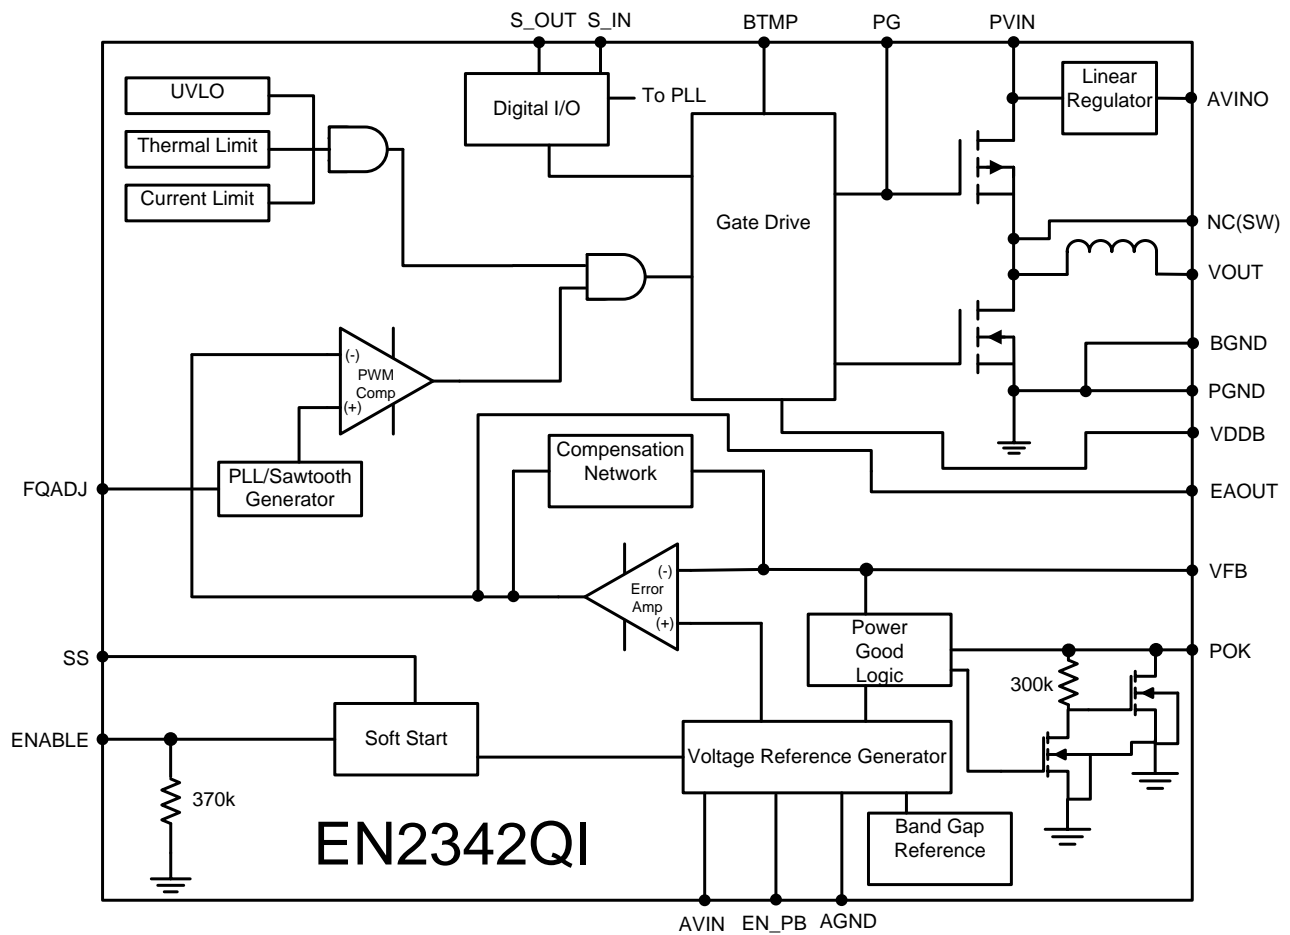 S_OUT S_IN BTMP PG PVIN
UVLO
Thermal Limit
Current Limit
Digital I/O
To PLL
Linear
Regulator
AVINO
Gate Drive
NC(SW)
VOUT
BGND
PGND
VDDB
EAOUT
(-)
PWM
Comp
(+)
PLL/Sawtooth
Generator
FQADJ
Compensation
Network
(-)
Error
Amp
(+)
VFB
Power
Good
Logic
POK
300k
SS
ENABLE
Soft Start
370k
Voltage Reference Generator
Band Gap
Reference
EN2342QI
AVIN EN_PB AGND